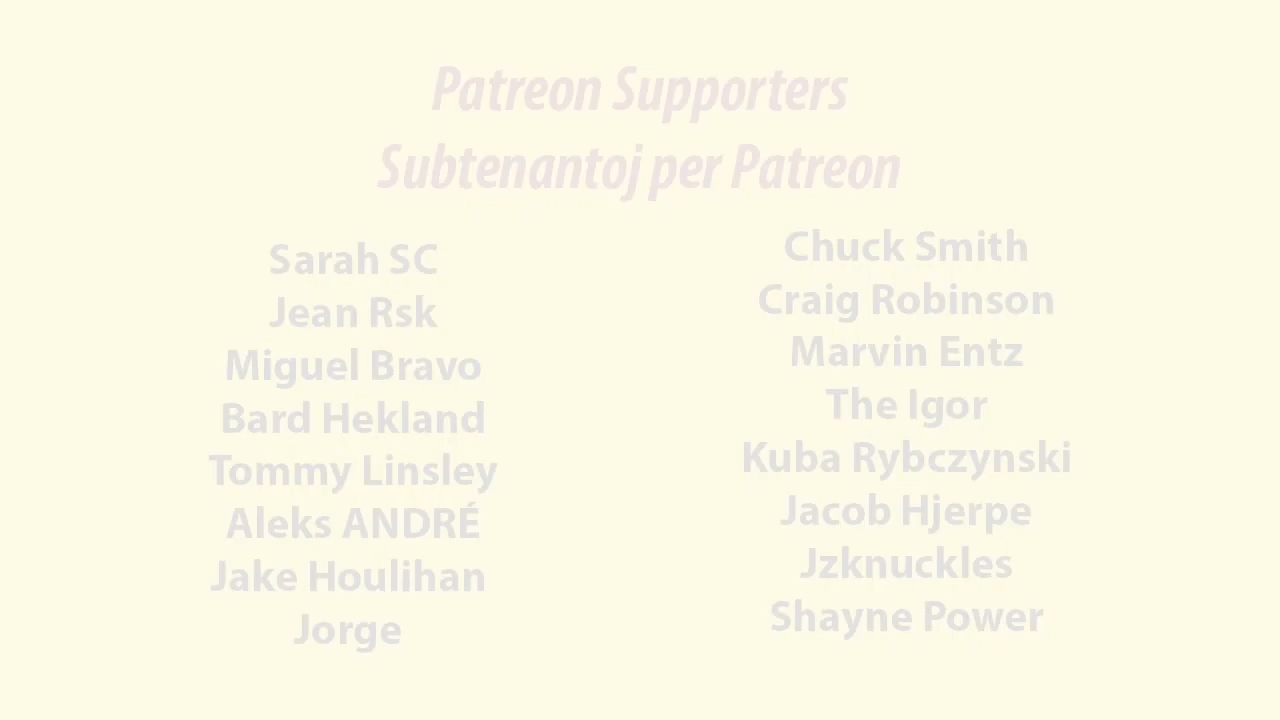 Patreon Supporters
Subtenantoj per Patreon
Sarah SC
Jean Rsk
Miguel Bravo
Bard Hekland
Tommy Linsley
Aleks ANDRÉ
Jake Houlihan
Jorge
Chuck Smith
Craig Robinson
Marvin Entz
The Igor
Kuba Rybczynski
Jacob Hjerpe
Jzknuckles
Shayne Power